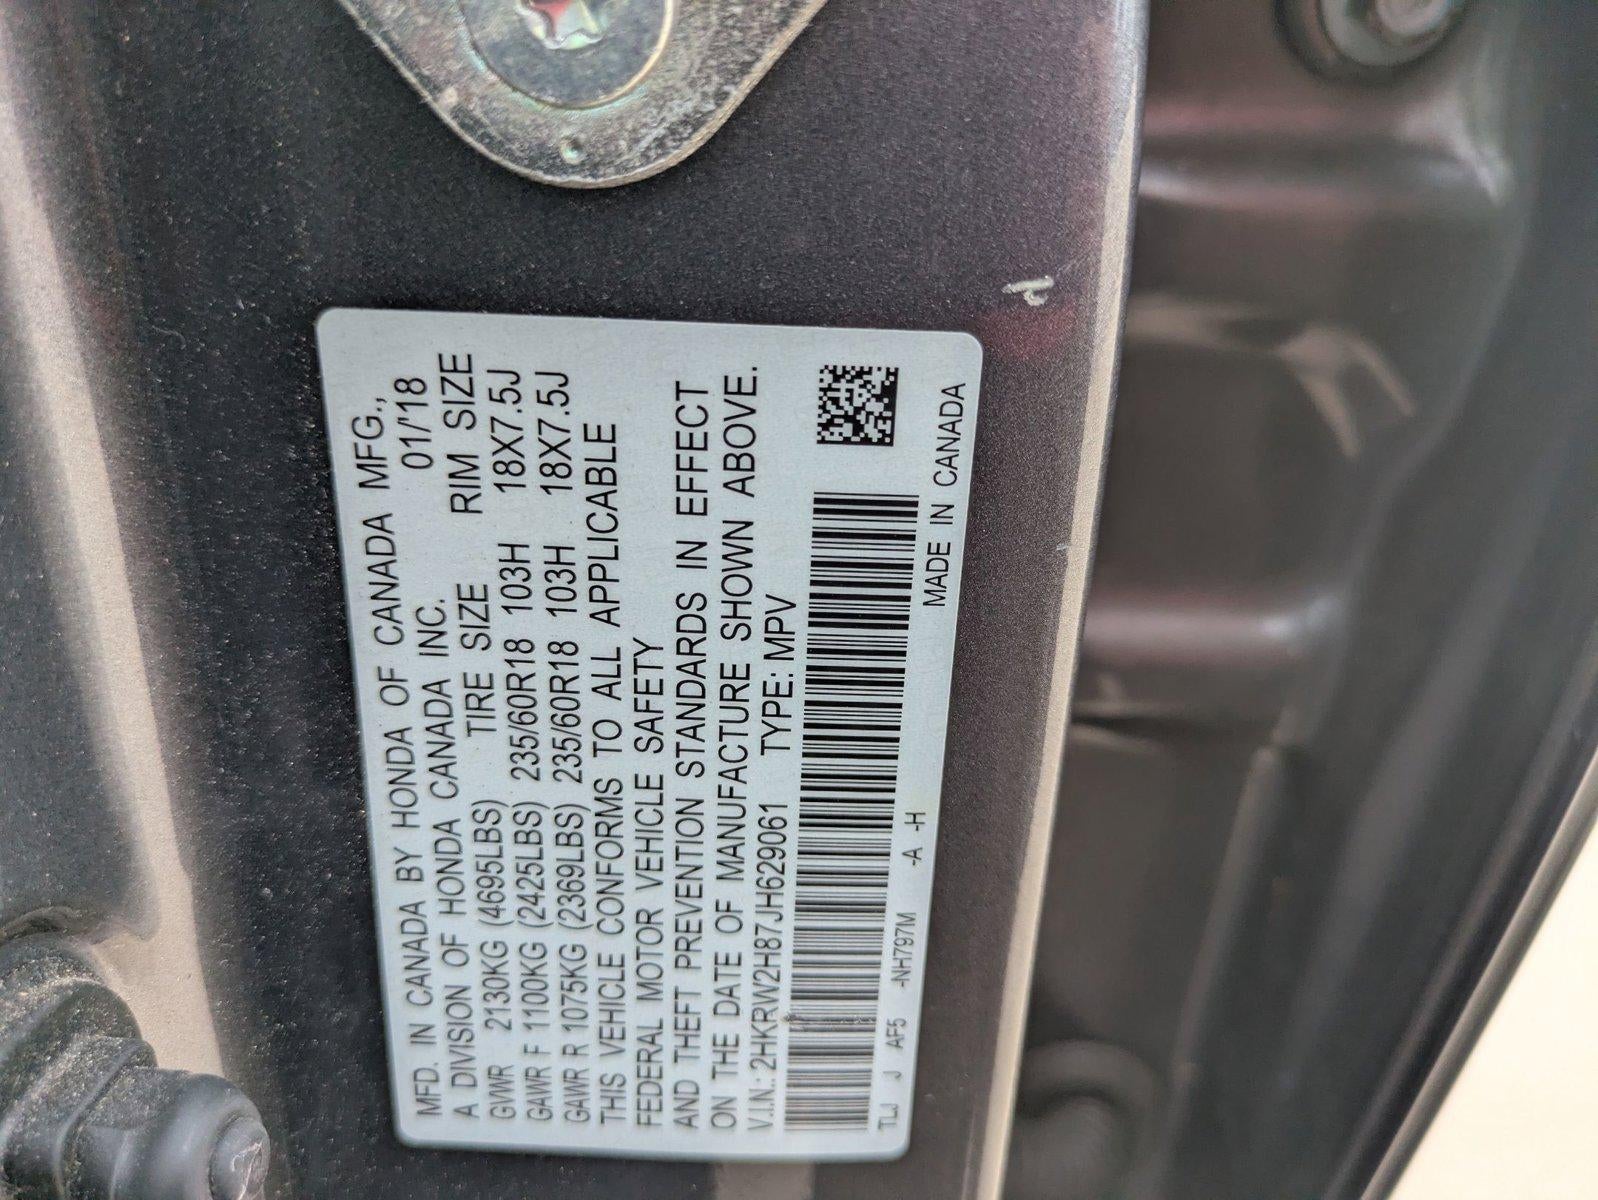 MFD. IN CANADA BY HONDA OF CANADA MFG.,
A DIVISION OF HONDA CANADA INC. 01/'18
TIRE SIZE RIM SIZE
GVWR 2130KG (4695LBS)
GAWR F 1100KG (2425LBS) 235/60R18 103H 18X7.5J
GAWR R 1075KG (2369LBS) 235/60R18 103H 18X7.5J
THIS VEHICLE CONFORMS TO ALL APPLICABLE
FEDERAL MOTOR VEHICLE SAFETY
AND THEFT PREVENTION STANDARDS IN EFFECT
ON THE DATE OF MANUFACTURE SHOWN ABOVE.
V.I.N.: 2HKRW2H87JH629061 TYPE: MPV
TLJ J AF5 -NH797M -A -H
MADE IN CANADA